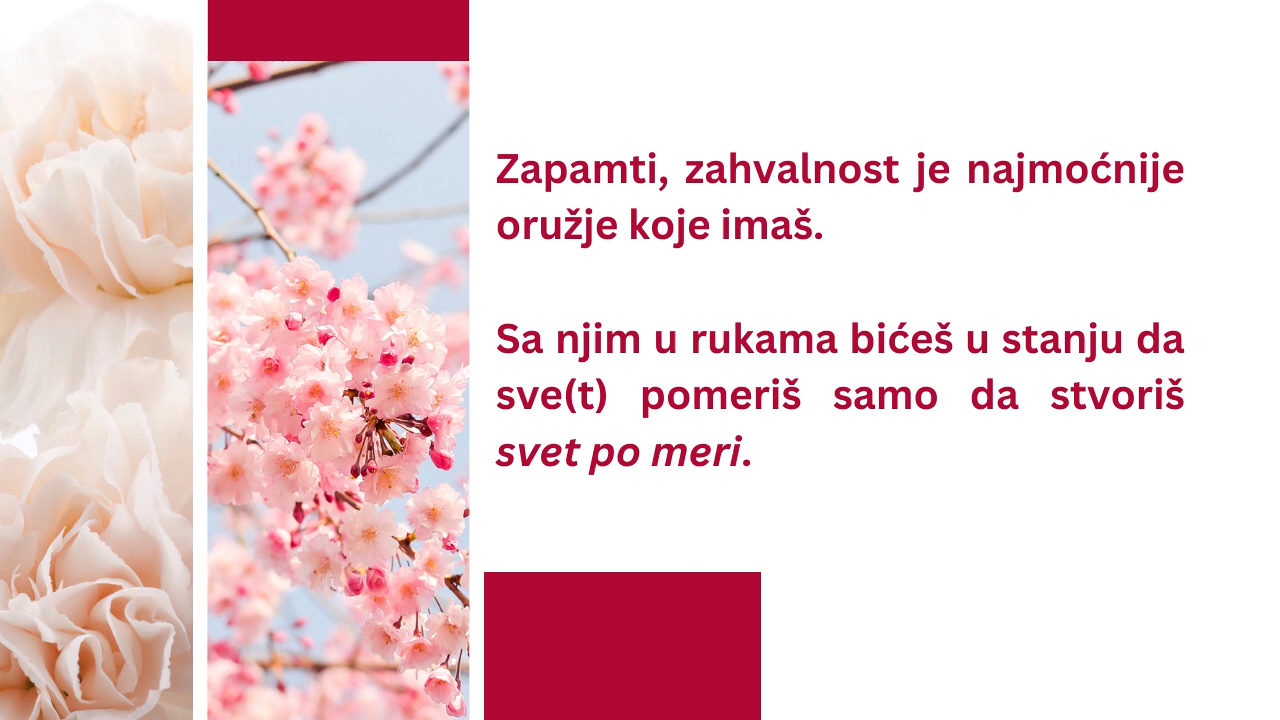 Zapamti, zahvalnost je najmoćnije
oružje koje imaš.
Sa njim u rukama bićeš u stanju da
sve(t) pomeriš samo da stvoriš
svet po meri.